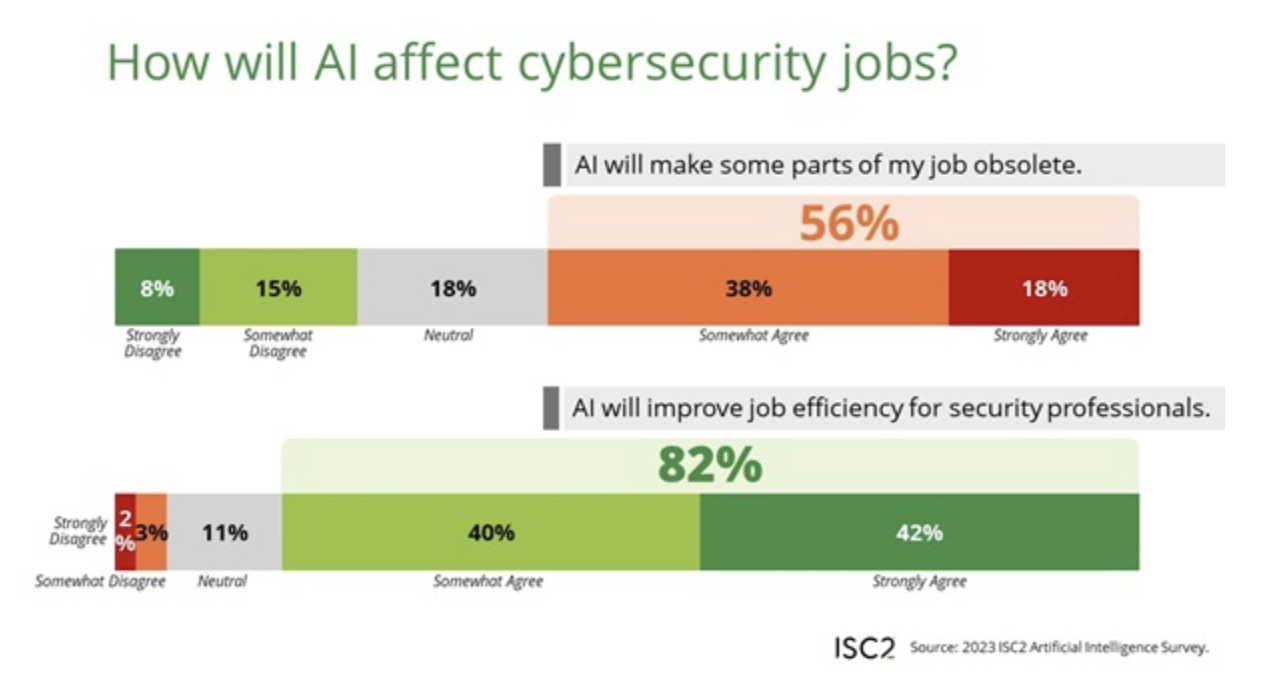 How will AI affect cybersecurity jobs?
AI will make some parts of my job obsolete.
56%
8% 15% 18% 38% 18%
Strongly Disagree Somewhat Disagree Neutral Somewhat Agree Strongly Agree
AI will improve job efficiency for security professionals.
82%
Strongly Disagree 2% 3% 11% 40% 42%
Somewhat Disagree Neutral Somewhat Agree Strongly Agree
ISC2 Source: 2023 ISC2 Artificial Intelligence Survey.